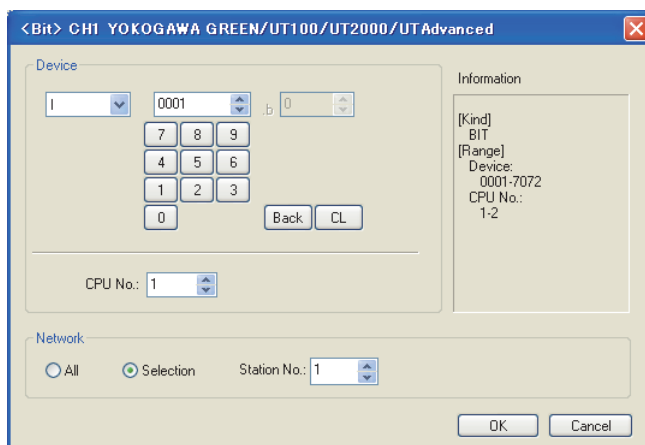 <Bit> CH1 YOKOGAWA GREEN/UT100/UT2000/UTAdvanced
Device
I 0001 .b 0
7 8 9
4 5 6
1 2 3
0 Back CL
CPU No.: 1
Information
[Kind]
BIT
[Range]
Device:
0001-7072
CPU No.:
1-2
Network
All Selection Station No.: 1
OK Cancel